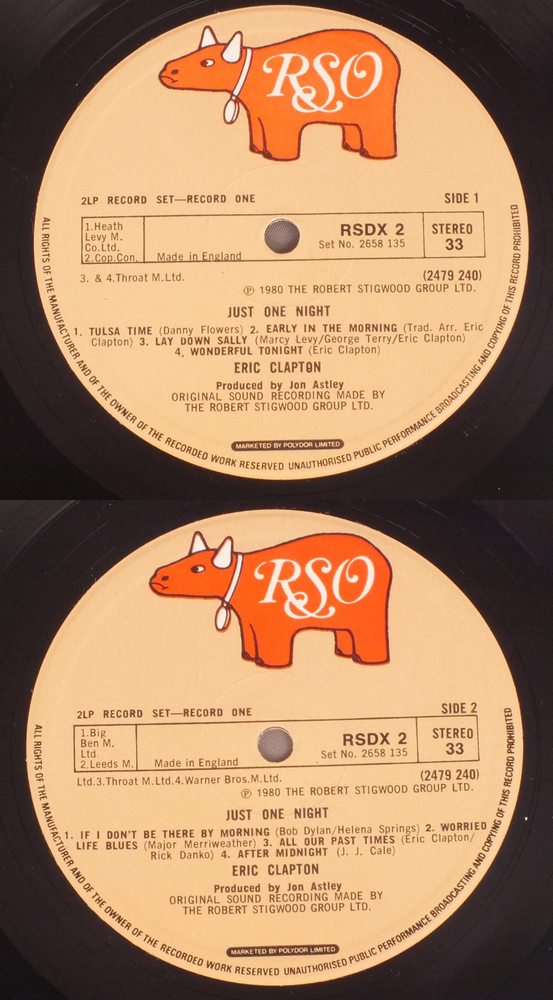 RSO
2LP RECORD SET—RECORD ONE
SIDE 1
1.Heath
Levy M.
Co.Ltd.
2.Cop.Con.
Made in England
RSDX 2
Set No. 2658 135
STEREO
33
3. & 4.Throat M.Ltd.
(2479 240)
℗ 1980 THE ROBERT STIGWOOD GROUP LTD.
JUST ONE NIGHT
1. TULSA TIME (Danny Flowers) 2. EARLY IN THE MORNING (Trad. Arr. Eric
Clapton) 3. LAY DOWN SALLY (Marcy Levy/George Terry/Eric Clapton)
4. WONDERFUL TONIGHT (Eric Clapton)
ERIC CLAPTON
Produced by Jon Astley
ORIGINAL SOUND RECORDING MADE BY
THE ROBERT STIGWOOD GROUP LTD.
MARKETED BY POLYDOR LIMITED
ALL RIGHTS OF THE MANUFACTURER AND OF THE OWNER OF THE RECORDED WORK RESERVED UNAUTHORISED PUBLIC PERFORMANCE BROADCASTING AND COPYING OF THIS RECORD PROHIBITED
RSO
2LP RECORD SET—RECORD ONE
SIDE 2
1.Big
Ben M.
Ltd.
2.Leeds M.
Made in England
RSDX 2
Set No. 2658 135
STEREO
33
Ltd.3.Throat M.Ltd.4.Warner Bros.M.Ltd.
(2479 240)
℗ 1980 THE ROBERT STIGWOOD GROUP LTD.
JUST ONE NIGHT
1. IF I DON'T BE THERE BY MORNING (Bob Dylan/Helena Springs) 2. WORRIED
LIFE BLUES (Major Merriweather) 3. ALL OUR PAST TIMES (Eric Clapton/
Rick Danko) 4. AFTER MIDNIGHT (J. J. Cale)
ERIC CLAPTON
Produced by Jon Astley
ORIGINAL SOUND RECORDING MADE BY
THE ROBERT STIGWOOD GROUP LTD.
MARKETED BY POLYDOR LIMITED
ALL RIGHTS OF THE MANUFACTURER AND OF THE OWNER OF THE RECORDED WORK RESERVED UNAUTHORISED PUBLIC PERFORMANCE BROADCASTING AND COPYING OF THIS RECORD PROHIBITED